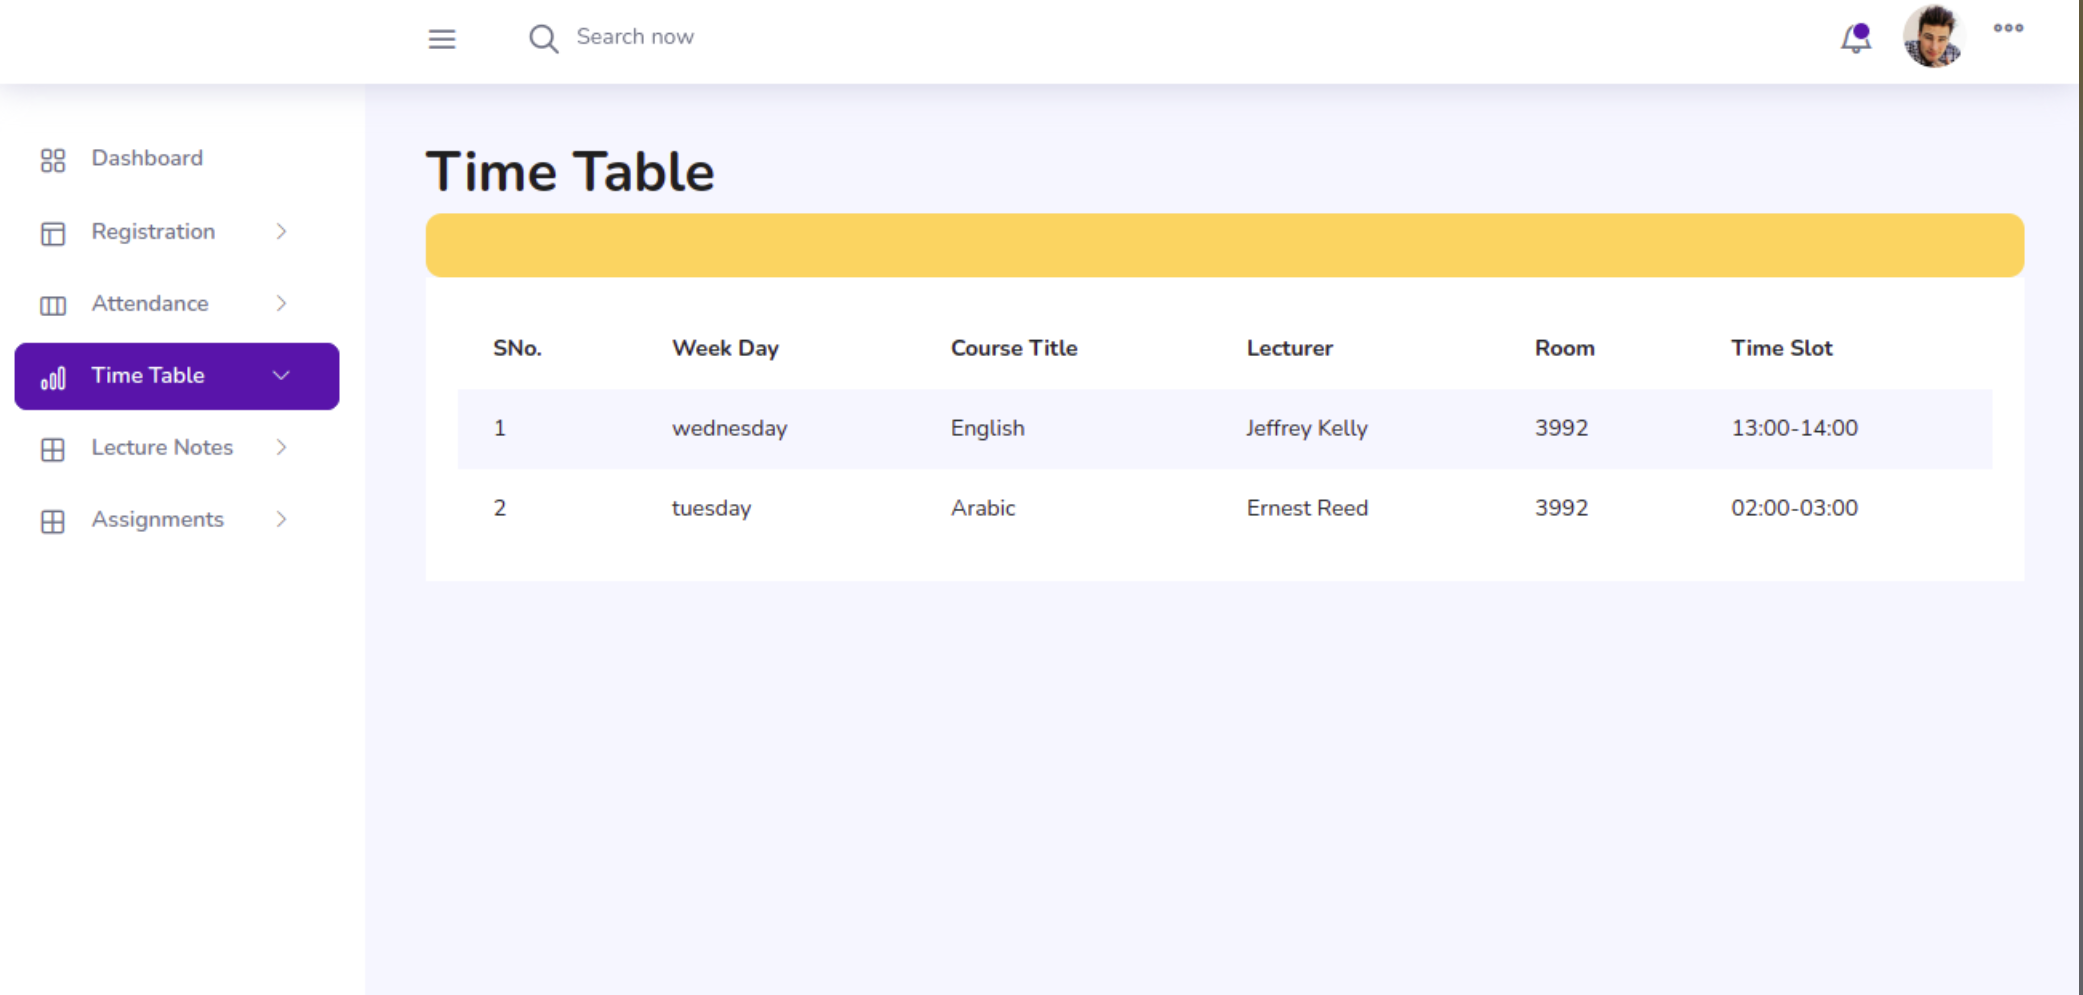 Search now
Dashboard
Registration
Attendance
Time Table
Lecture Notes
Assignments
Time Table
SNo. Week Day Course Title Lecturer Room Time Slot
1 wednesday English Jeffrey Kelly 3992 13:00-14:00
2 tuesday Arabic Ernest Reed 3992 02:00-03:00